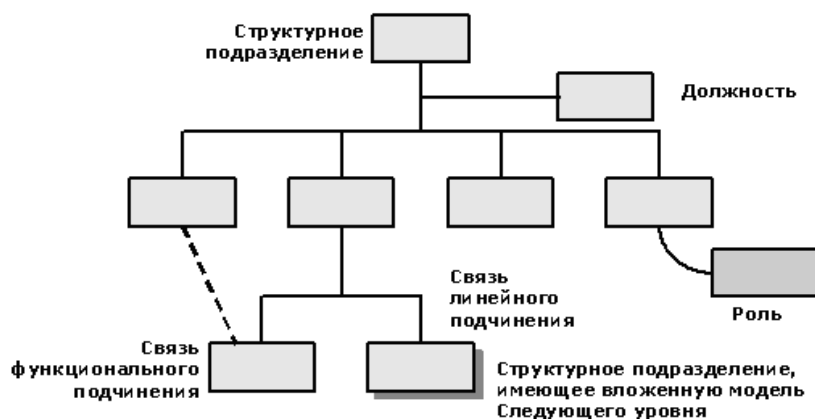 Структурное
подразделение
Должность
Связь
линейного
подчинения
Роль
Связь
функционального
подчинения
Структурное подразделение,
имеющее вложенную модель
Следующего уровня